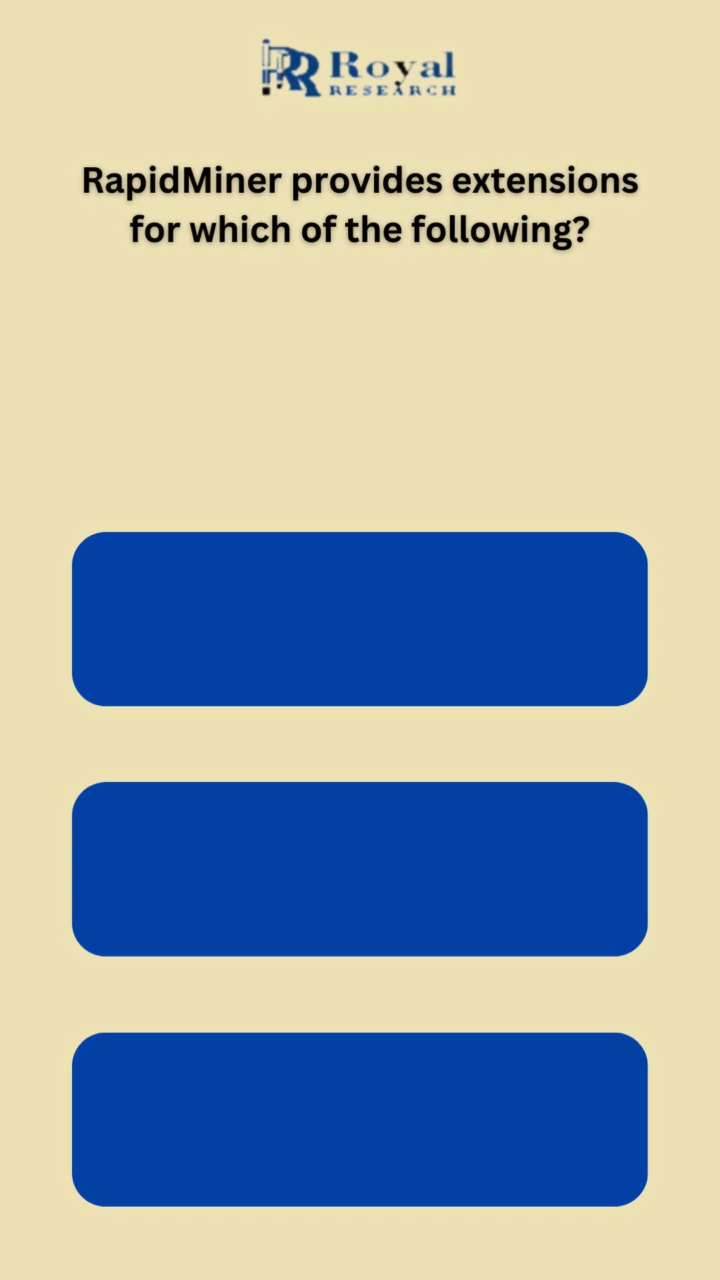 Royal
RESEARCH
RapidMiner provides extensions
for which of the following?